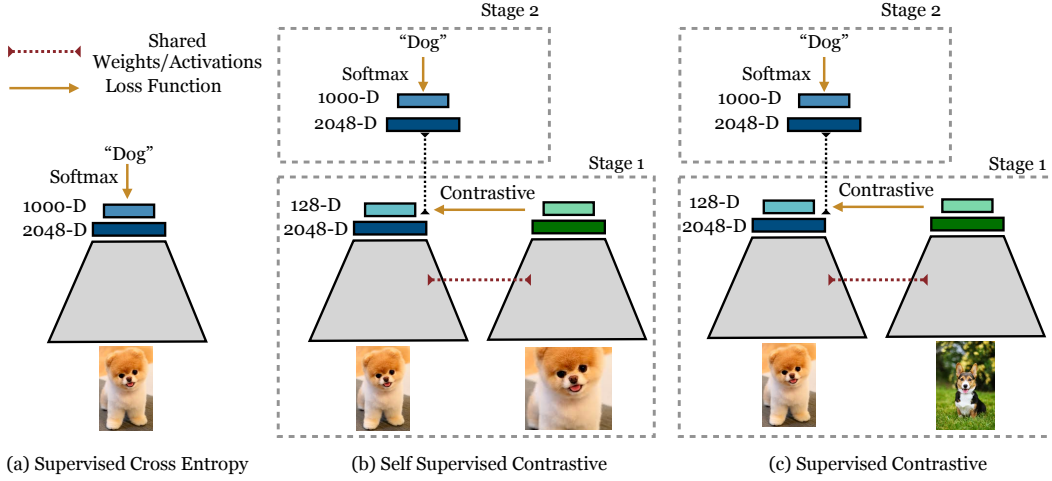 Shared
Weights/Activations
Loss Function
“Dog”
Softmax
1000-D
2048-D
(a) Supervised Cross Entropy
Stage 2
“Dog”
Softmax
1000-D
2048-D
Stage 1
Contrastive
128-D
2048-D
(b) Self Supervised Contrastive
Stage 2
“Dog”
Softmax
1000-D
2048-D
Stage 1
Contrastive
128-D
2048-D
(c) Supervised Contrastive